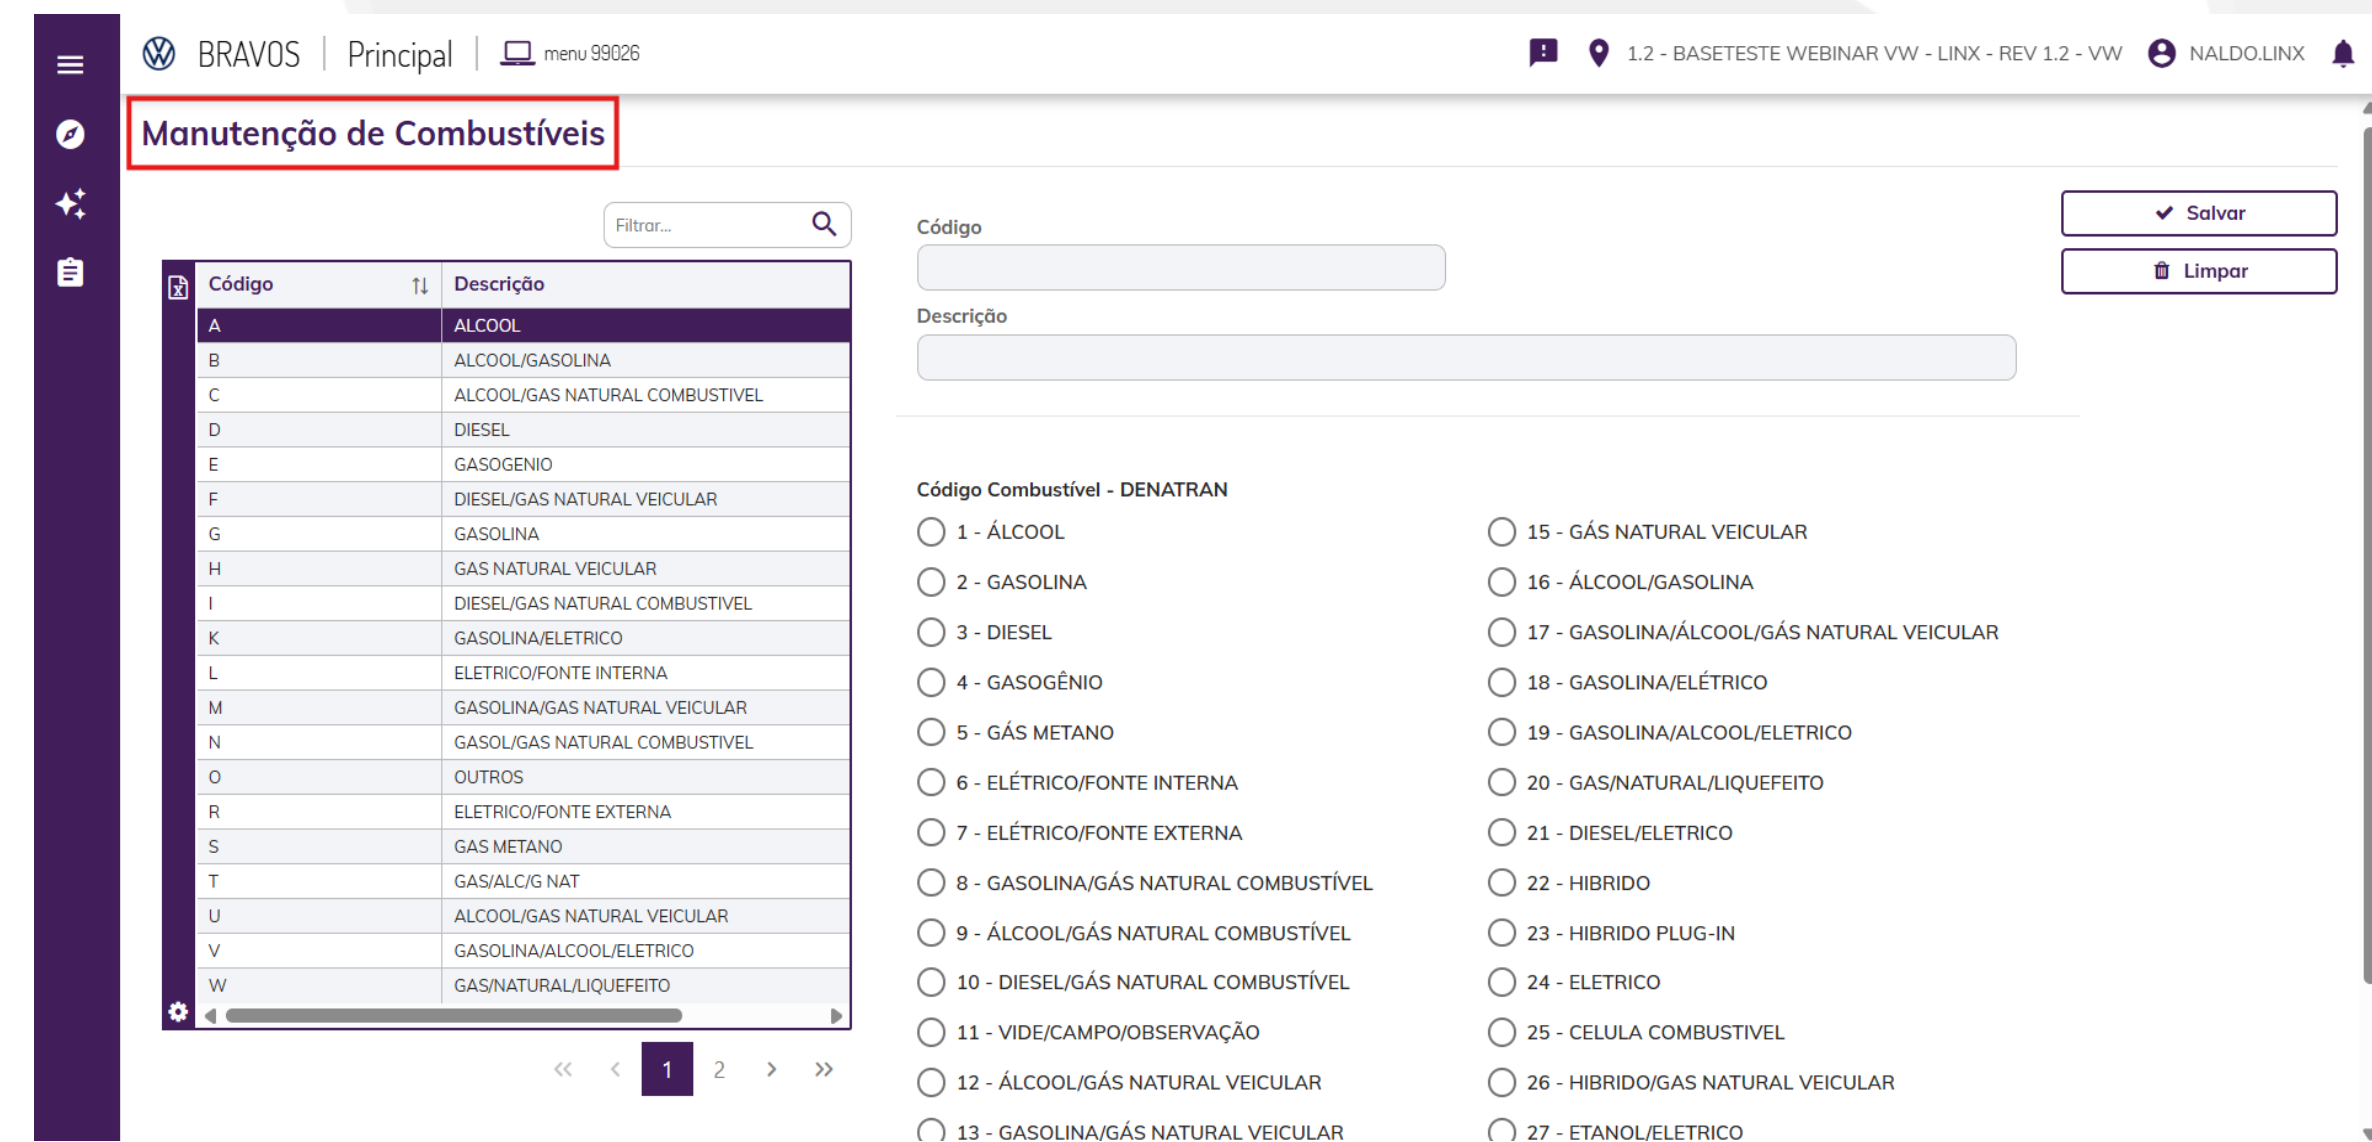 BRAVOS | Principal | menu 99026
1.2 - BASETESTE WEBINAR VW - LINX - REV 1.2 - VW
NALDO.LINX
Manutenção de Combustíveis
Filtrar...
Código
Descrição
A ALCOOL
B ALCOOL/GASOLINA
C ALCOOL/GAS NATURAL COMBUSTIVEL
D DIESEL
E GASOGENIO
F DIESEL/GAS NATURAL VEICULAR
G GASOLINA
H GAS NATURAL VEICULAR
I DIESEL/GAS NATURAL COMBUSTIVEL
K GASOLINA/ELETRICO
L ELETRICO/FONTE INTERNA
M GASOLINA/GAS NATURAL VEICULAR
N GASOL/GAS NATURAL COMBUSTIVEL
O OUTROS
R ELETRICO/FONTE EXTERNA
S GAS METANO
T GAS/ALC/G NAT
U ALCOOL/GAS NATURAL VEICULAR
V GASOLINA/ALCOOL/ELETRICO
W GAS/NATURAL/LIQUEFEITO
1 2
Código
Descrição
Salvar
Limpar
Código Combustível - DENATRAN
1 - ÁLCOOL
2 - GASOLINA
3 - DIESEL
4 - GASOGÊNIO
5 - GÁS METANO
6 - ELÉTRICO/FONTE INTERNA
7 - ELÉTRICO/FONTE EXTERNA
8 - GASOLINA/GÁS NATURAL COMBUSTÍVEL
9 - ÁLCOOL/GÁS NATURAL COMBUSTÍVEL
10 - DIESEL/GÁS NATURAL COMBUSTÍVEL
11 - VIDE/CAMPO/OBSERVAÇÃO
12 - ÁLCOOL/GÁS NATURAL VEICULAR
13 - GASOLINA/GÁS NATURAL VEICULAR
15 - GÁS NATURAL VEICULAR
16 - ÁLCOOL/GASOLINA
17 - GASOLINA/ÁLCOOL/GÁS NATURAL VEICULAR
18 - GASOLINA/ELÉTRICO
19 - GASOLINA/ALCOOL/ELETRICO
20 - GAS/NATURAL/LIQUEFEITO
21 - DIESEL/ELETRICO
22 - HIBRIDO
23 - HIBRIDO PLUG-IN
24 - ELETRICO
25 - CELULA COMBUSTIVEL
26 - HIBRIDO/GAS NATURAL VEICULAR
27 - ETANOL/ELETRICO